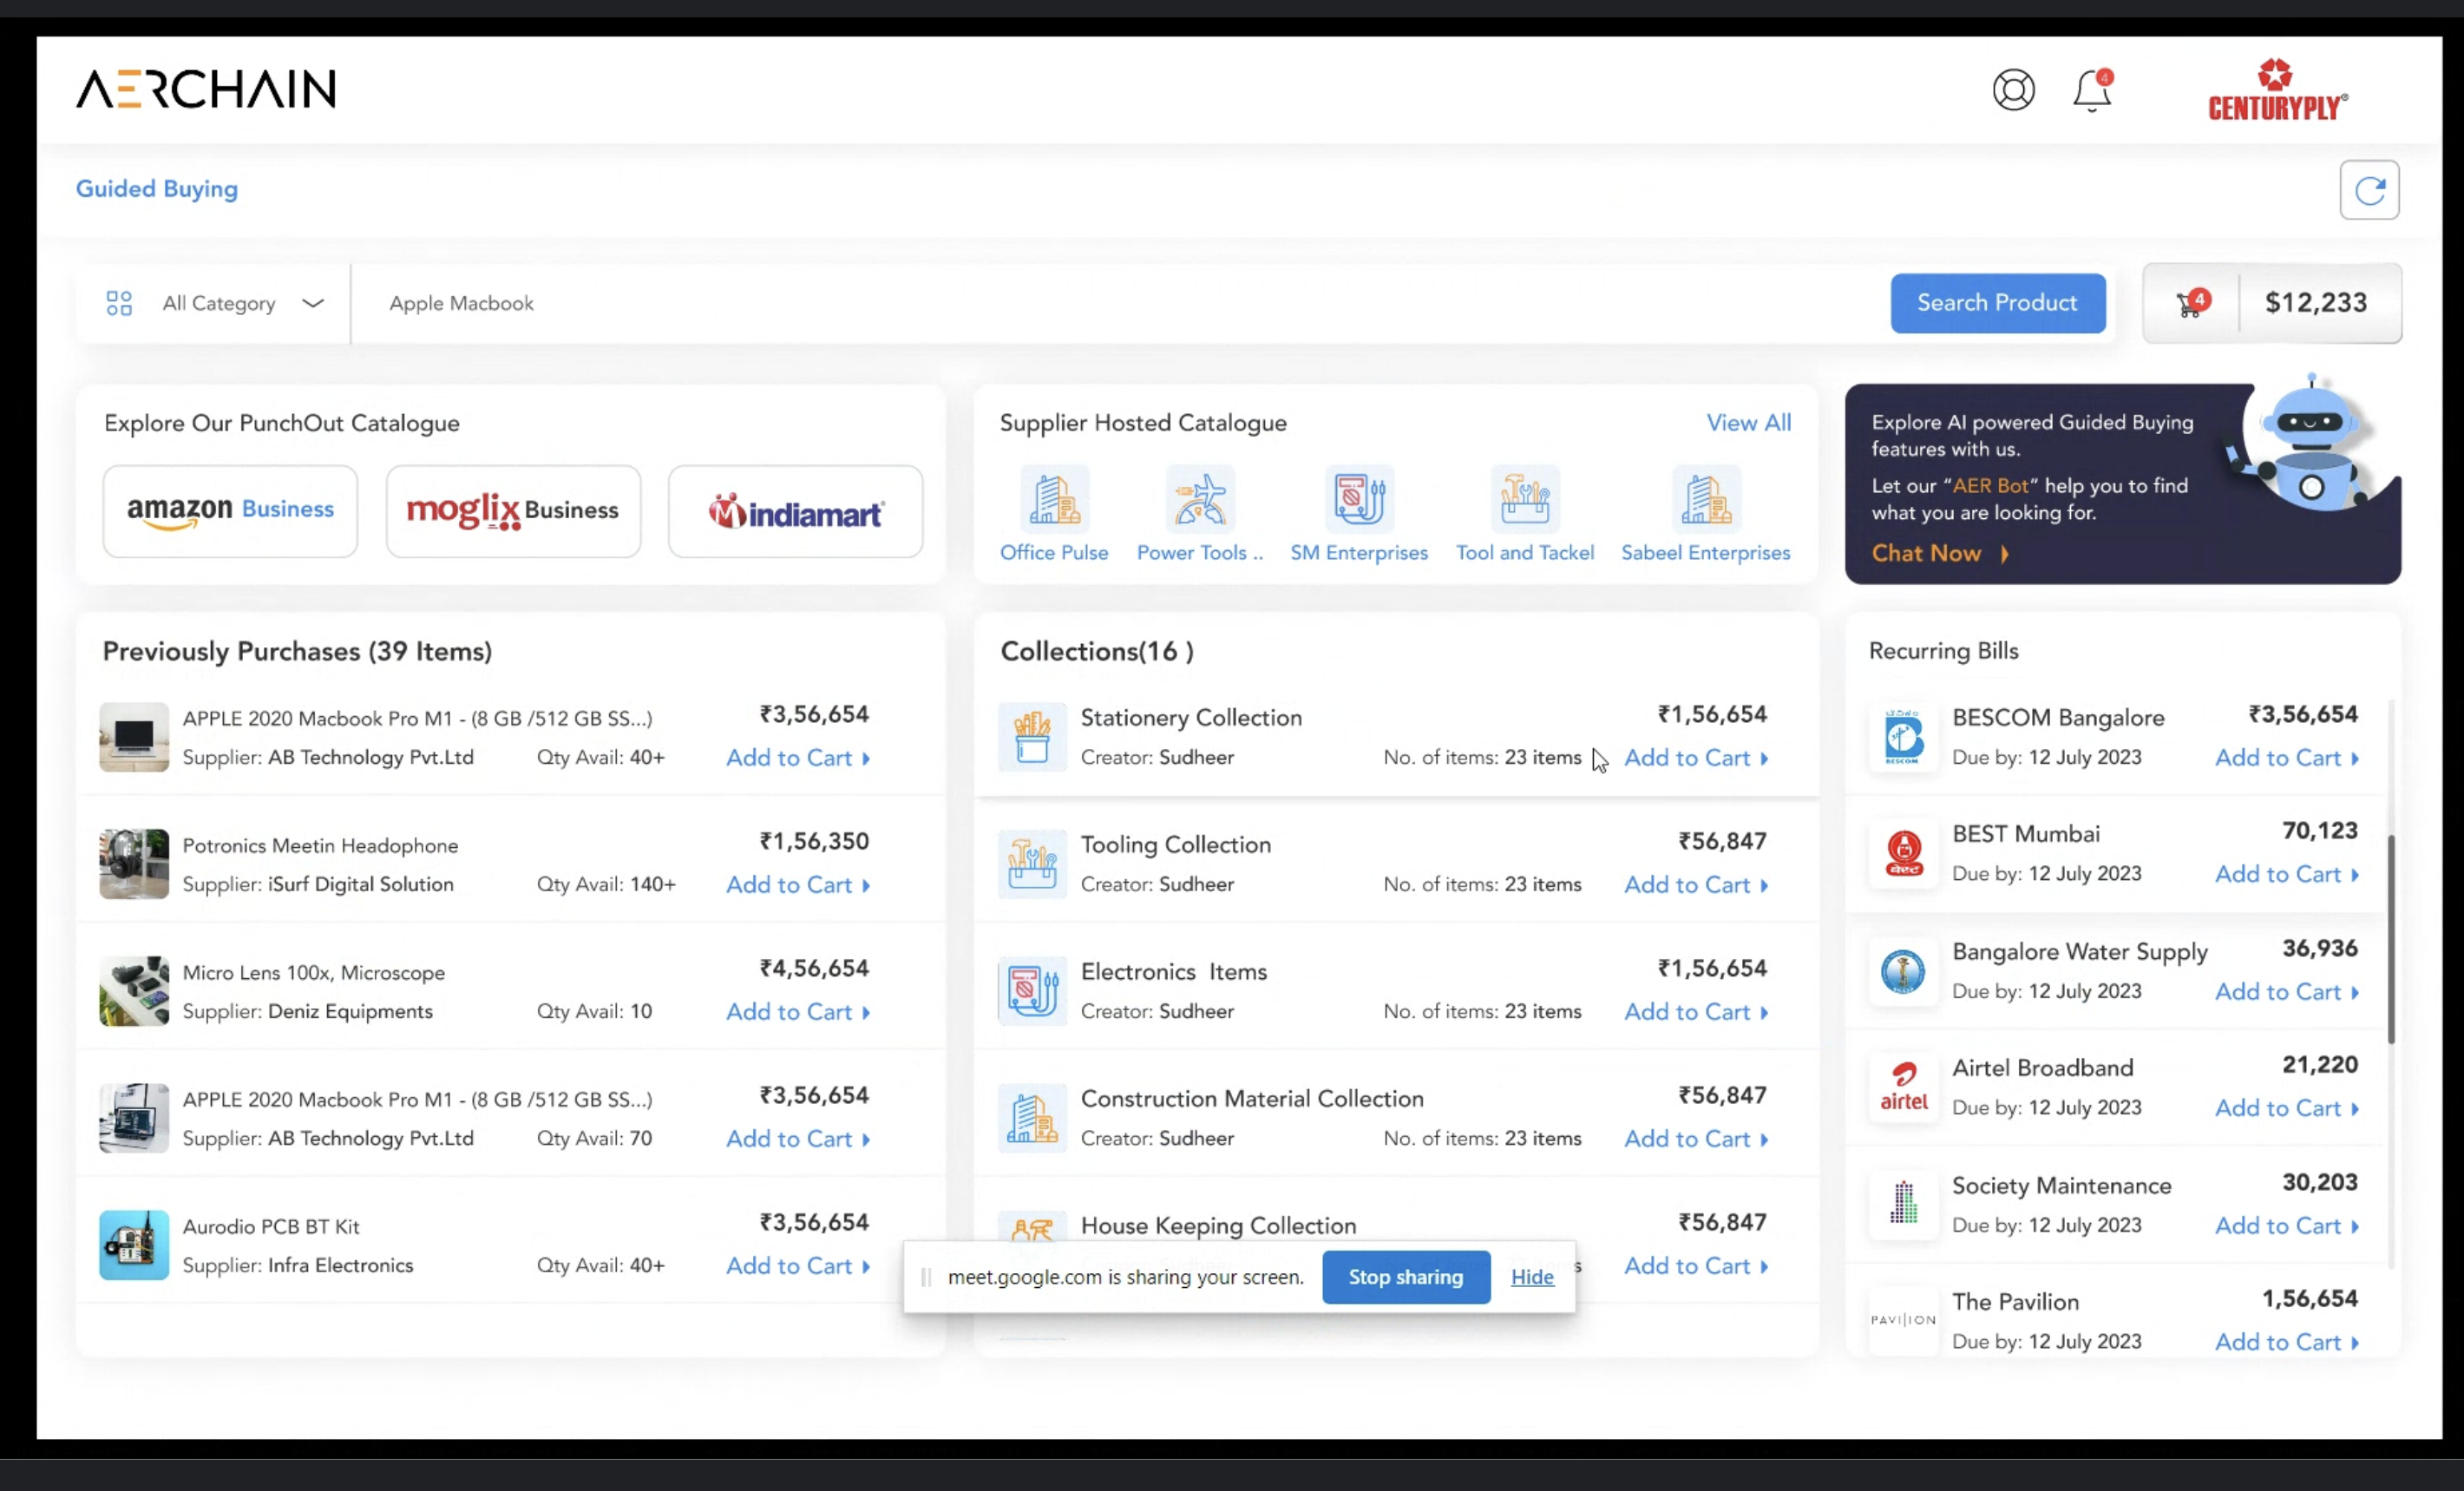 AERCHAIN
4
CENTURYPLY®
Guided Buying
All Category
Apple Macbook
Search Product
4
$12,233
Explore Our PunchOut Catalogue
amazon Business
moglix Business
indiamart
Supplier Hosted Catalogue
View All
Office Pulse
Power Tools ..
SM Enterprises
Tool and Tackel
Sabeel Enterprises
Explore AI powered Guided Buying
features with us.
Let our “AER Bot“ help you to find
what you are looking for.
Chat Now
Previously Purchases (39 Items)
APPLE 2020 Macbook Pro M1 - (8 GB /512 GB SS...)
₹3,56,654
Supplier: AB Technology Pvt.Ltd
Qty Avail: 40+
Add to Cart
Potronics Meetin Headophone
₹1,56,350
Supplier: iSurf Digital Solution
Qty Avail: 140+
Add to Cart
Micro Lens 100x, Microscope
₹4,56,654
Supplier: Deniz Equipments
Qty Avail: 10
Add to Cart
APPLE 2020 Macbook Pro M1 - (8 GB /512 GB SS...)
₹3,56,654
Supplier: AB Technology Pvt.Ltd
Qty Avail: 70
Add to Cart
Aurodio PCB BT Kit
₹3,56,654
Supplier: Infra Electronics
Qty Avail: 40+
Add to Cart
Collections(16 )
Stationery Collection
₹1,56,654
Creator: Sudheer
No. of items: 23 items
Add to Cart
Tooling Collection
₹56,847
Creator: Sudheer
No. of items: 23 items
Add to Cart
Electronics Items
₹1,56,654
Creator: Sudheer
No. of items: 23 items
Add to Cart
Construction Material Collection
₹56,847
Creator: Sudheer
No. of items: 23 items
Add to Cart
House Keeping Collection
₹56,847
Add to Cart
meet.google.com is sharing your screen.
Stop sharing
Hide
Recurring Bills
BESCOM
BESCOM Bangalore
₹3,56,654
Due by: 12 July 2023
Add to Cart
BEST Mumbai
70,123
Due by: 12 July 2023
Add to Cart
Bangalore Water Supply
36,936
Due by: 12 July 2023
Add to Cart
airtel
Airtel Broadband
21,220
Due by: 12 July 2023
Add to Cart
Society Maintenance
30,203
Due by: 12 July 2023
Add to Cart
PAVILION
The Pavilion
1,56,654
Due by: 12 July 2023
Add to Cart